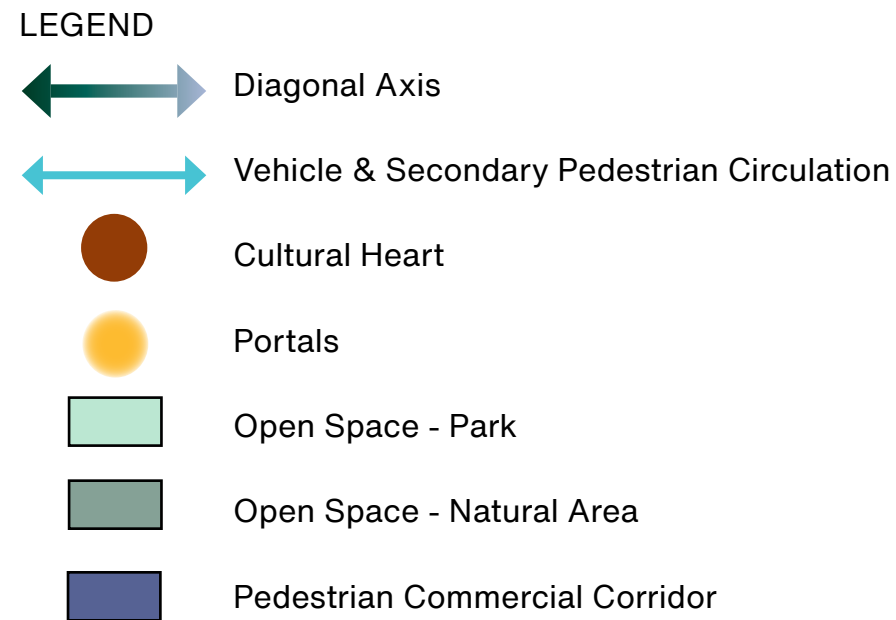 LEGEND
Diagonal Axis
Vehicle & Secondary Pedestrian Circulation
Cultural Heart
Portals
Open Space - Park
Open Space - Natural Area
Pedestrian Commercial Corridor